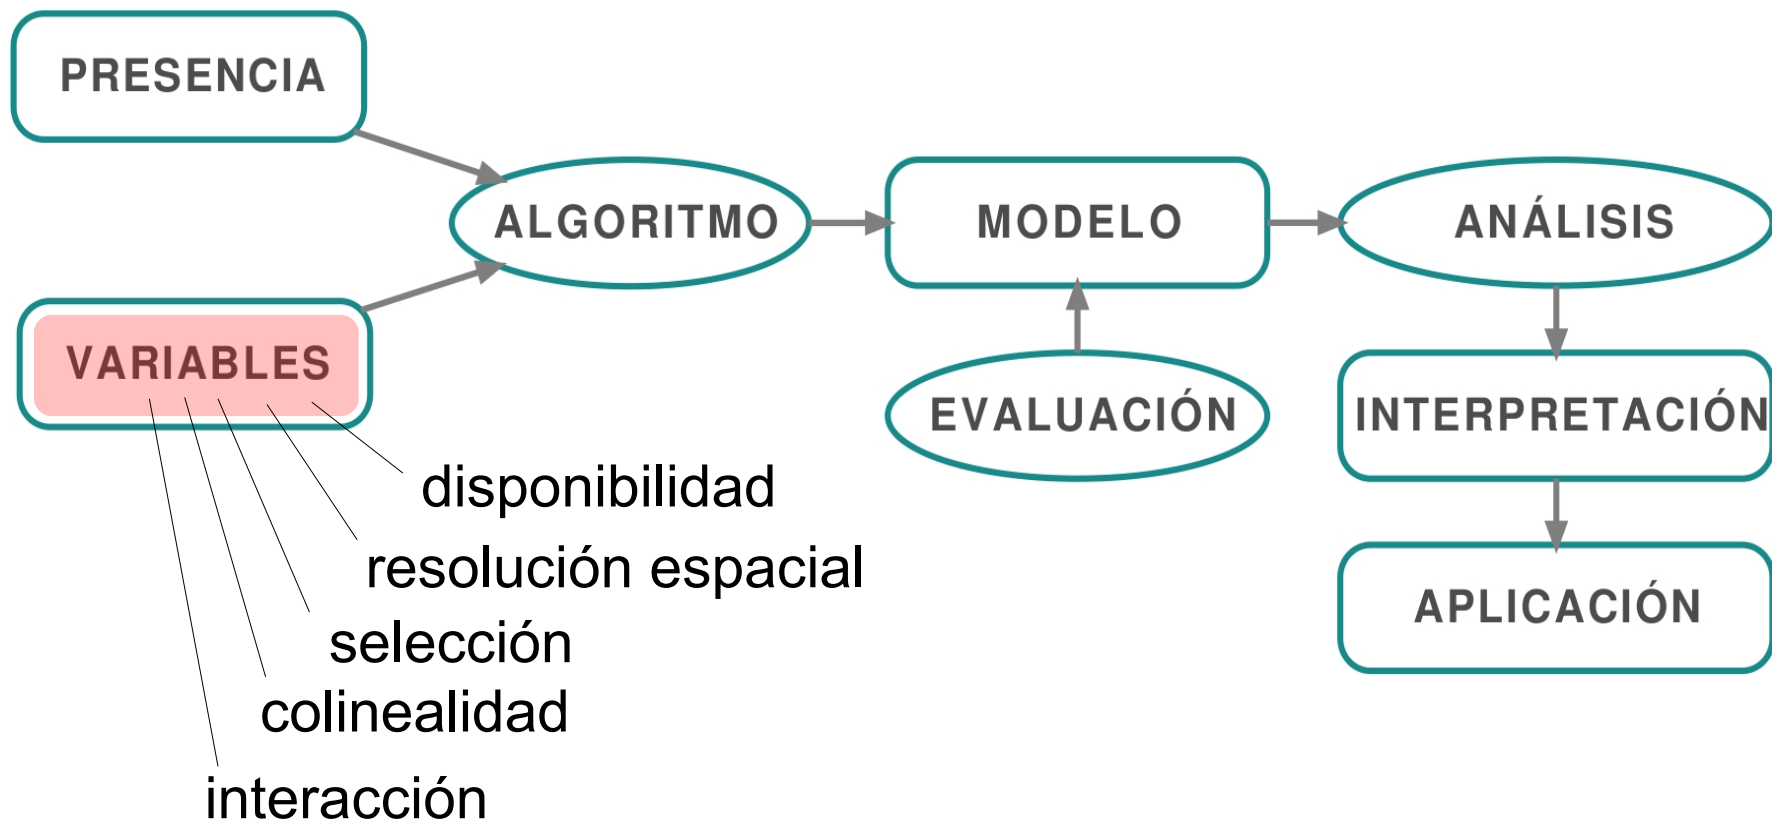 PRESENCIA
ALGORITMO
MODELO
ANÁLISIS
VARIABLES
EVALUACIÓN
INTERPRETACIÓN
APLICACIÓN
disponibilidad
resolución espacial
selección
colinealidad
interacción